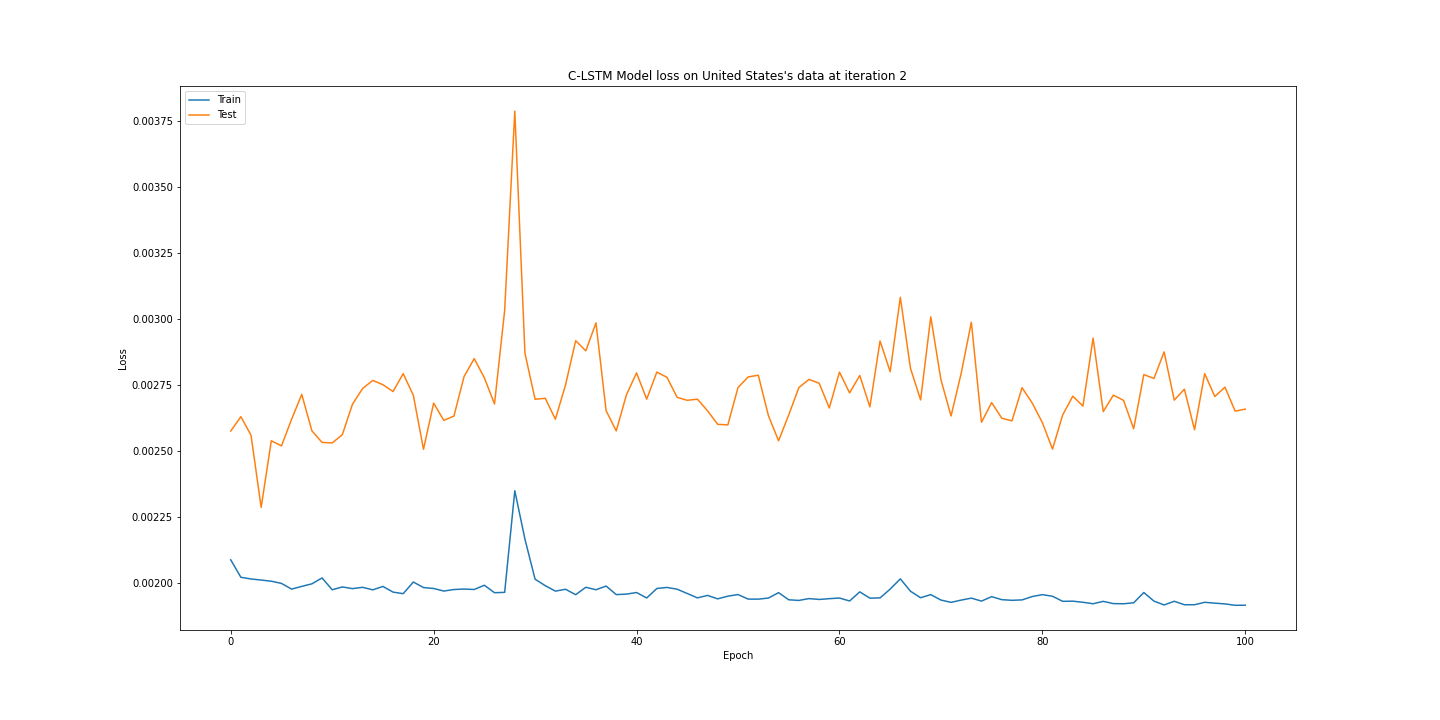 C-LSTM Model loss on United States's data at iteration 2
Train
Test
0.00375
0.00350
0.00325
0.00300
0.00275
0.00250
0.00225
0.00200
Loss
0 20 40 60 80 100
Epoch